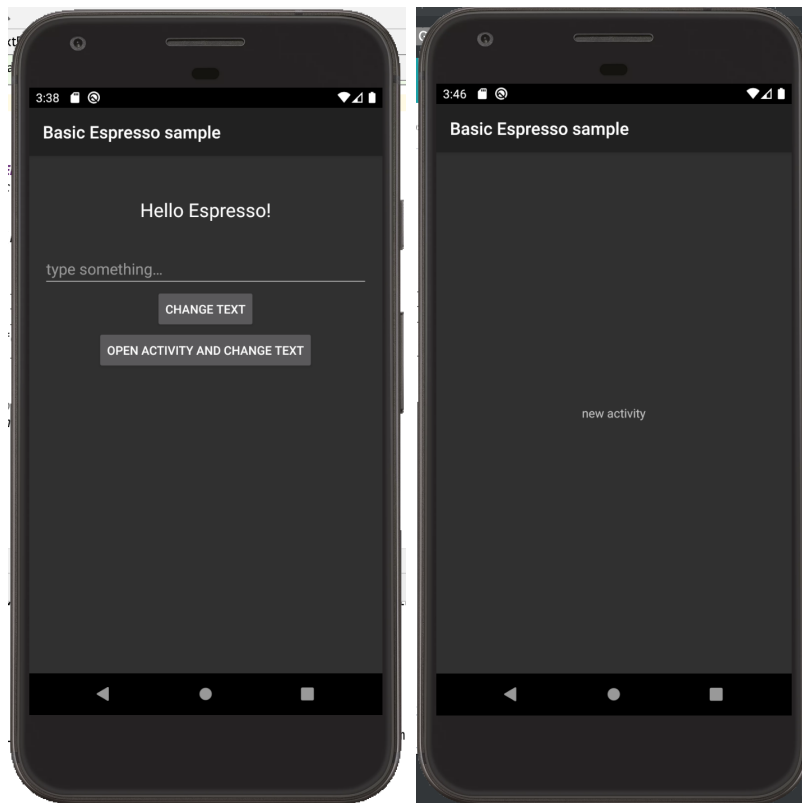 3:38
Basic Espresso sample
Hello Espresso!
type something...
CHANGE TEXT
OPEN ACTIVITY AND CHANGE TEXT
3:46
Basic Espresso sample
new activity